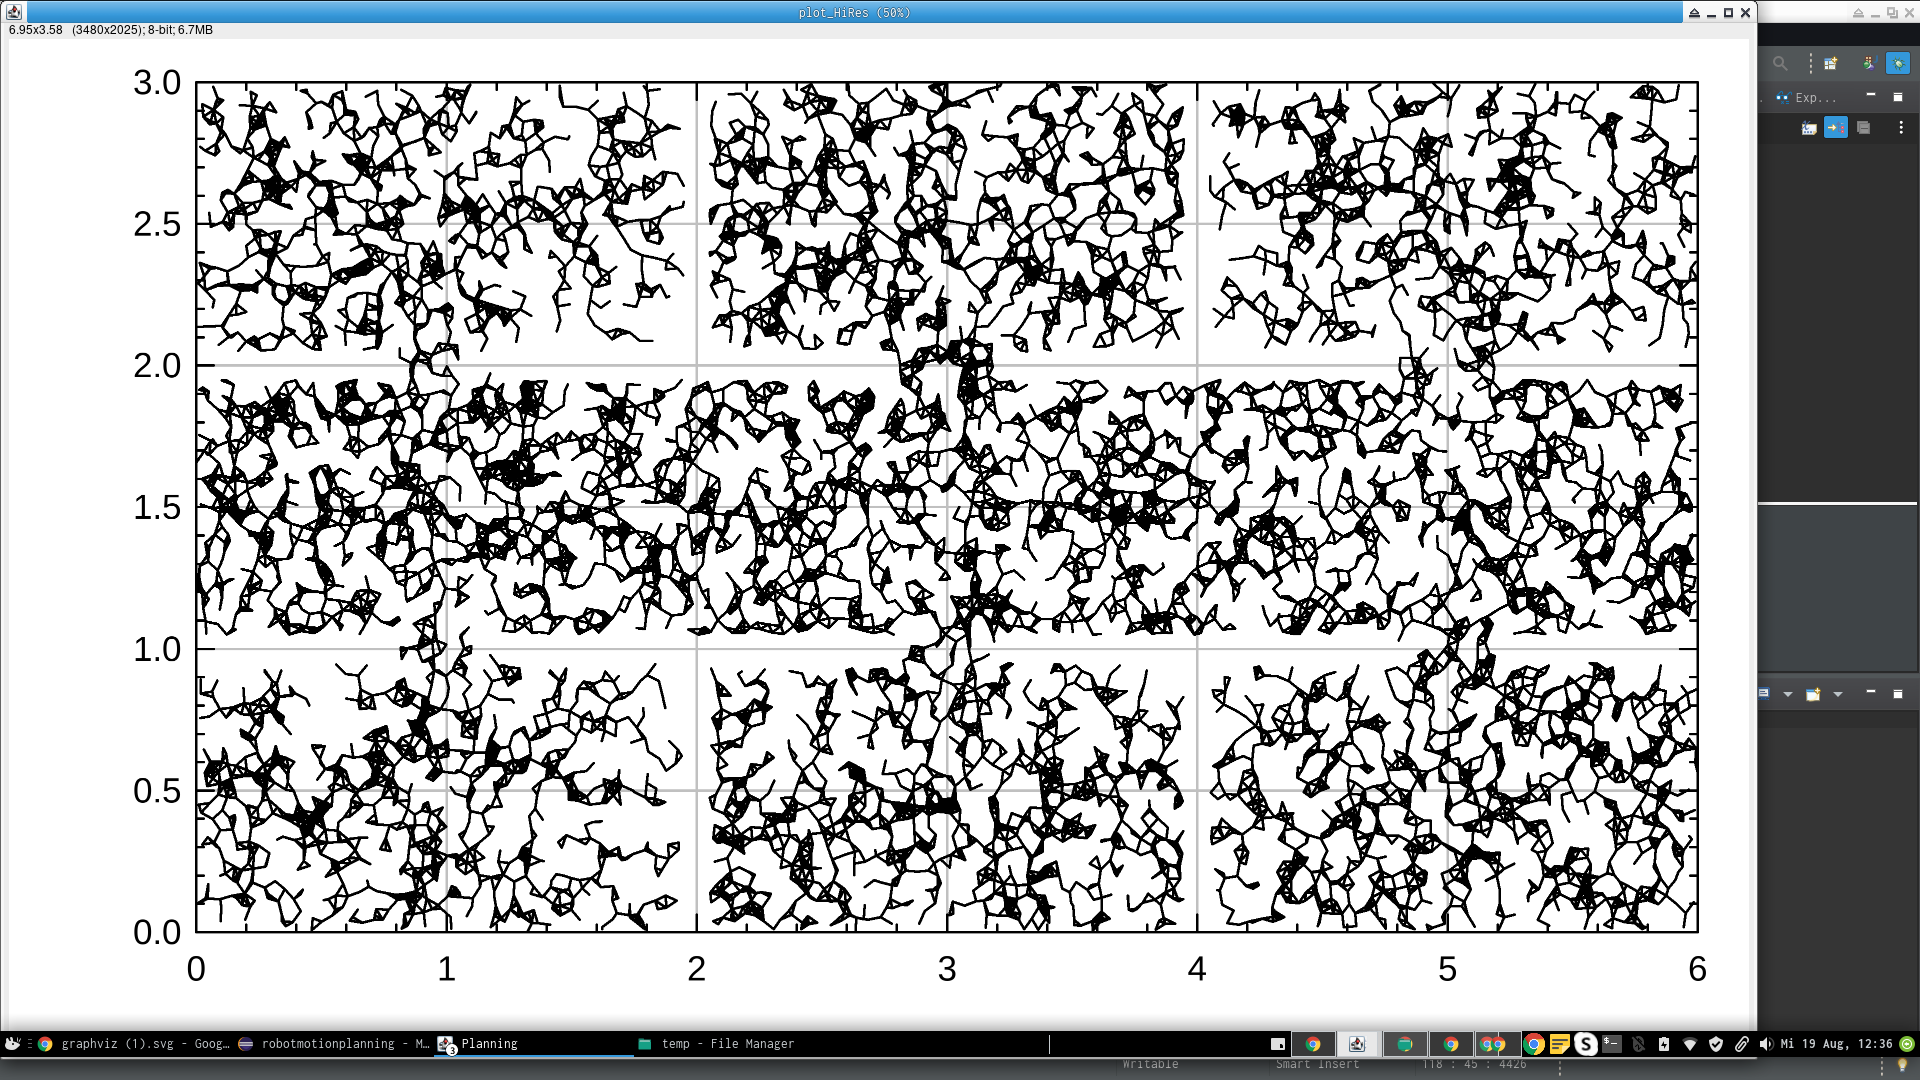 plot_HiRes (50%)
6.95x3.58 (3480x2025); 8-bit; 6.7MB
Exp...
3.0
2.5
2.0
1.5
1.0
0.5
0.0
0 1 2 3 4 5 6
graphviz (1).svg - Goog… robotmotionplanning - M… 3 Planning temp - File Manager S Mi 19 Aug, 12:36
Writable Smart Insert 118 : 45 : 4426